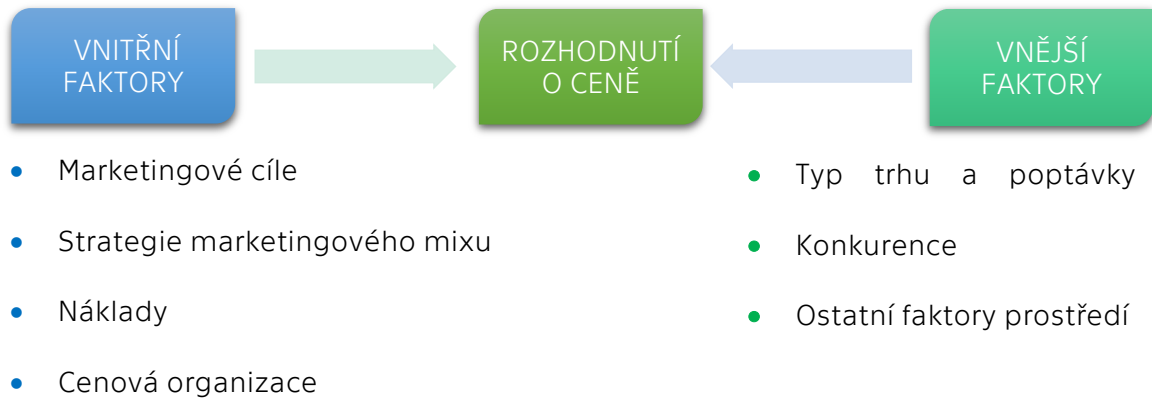 VNITŘNÍ
FAKTORY
ROZHODNUTÍ
O CENĚ
VNĚJŠÍ
FAKTORY
• Marketingové cíle
• Strategie marketingového mixu
• Náklady
• Cenová organizace
• Typ trhu a poptávky
• Konkurence
• Ostatní faktory prostředí